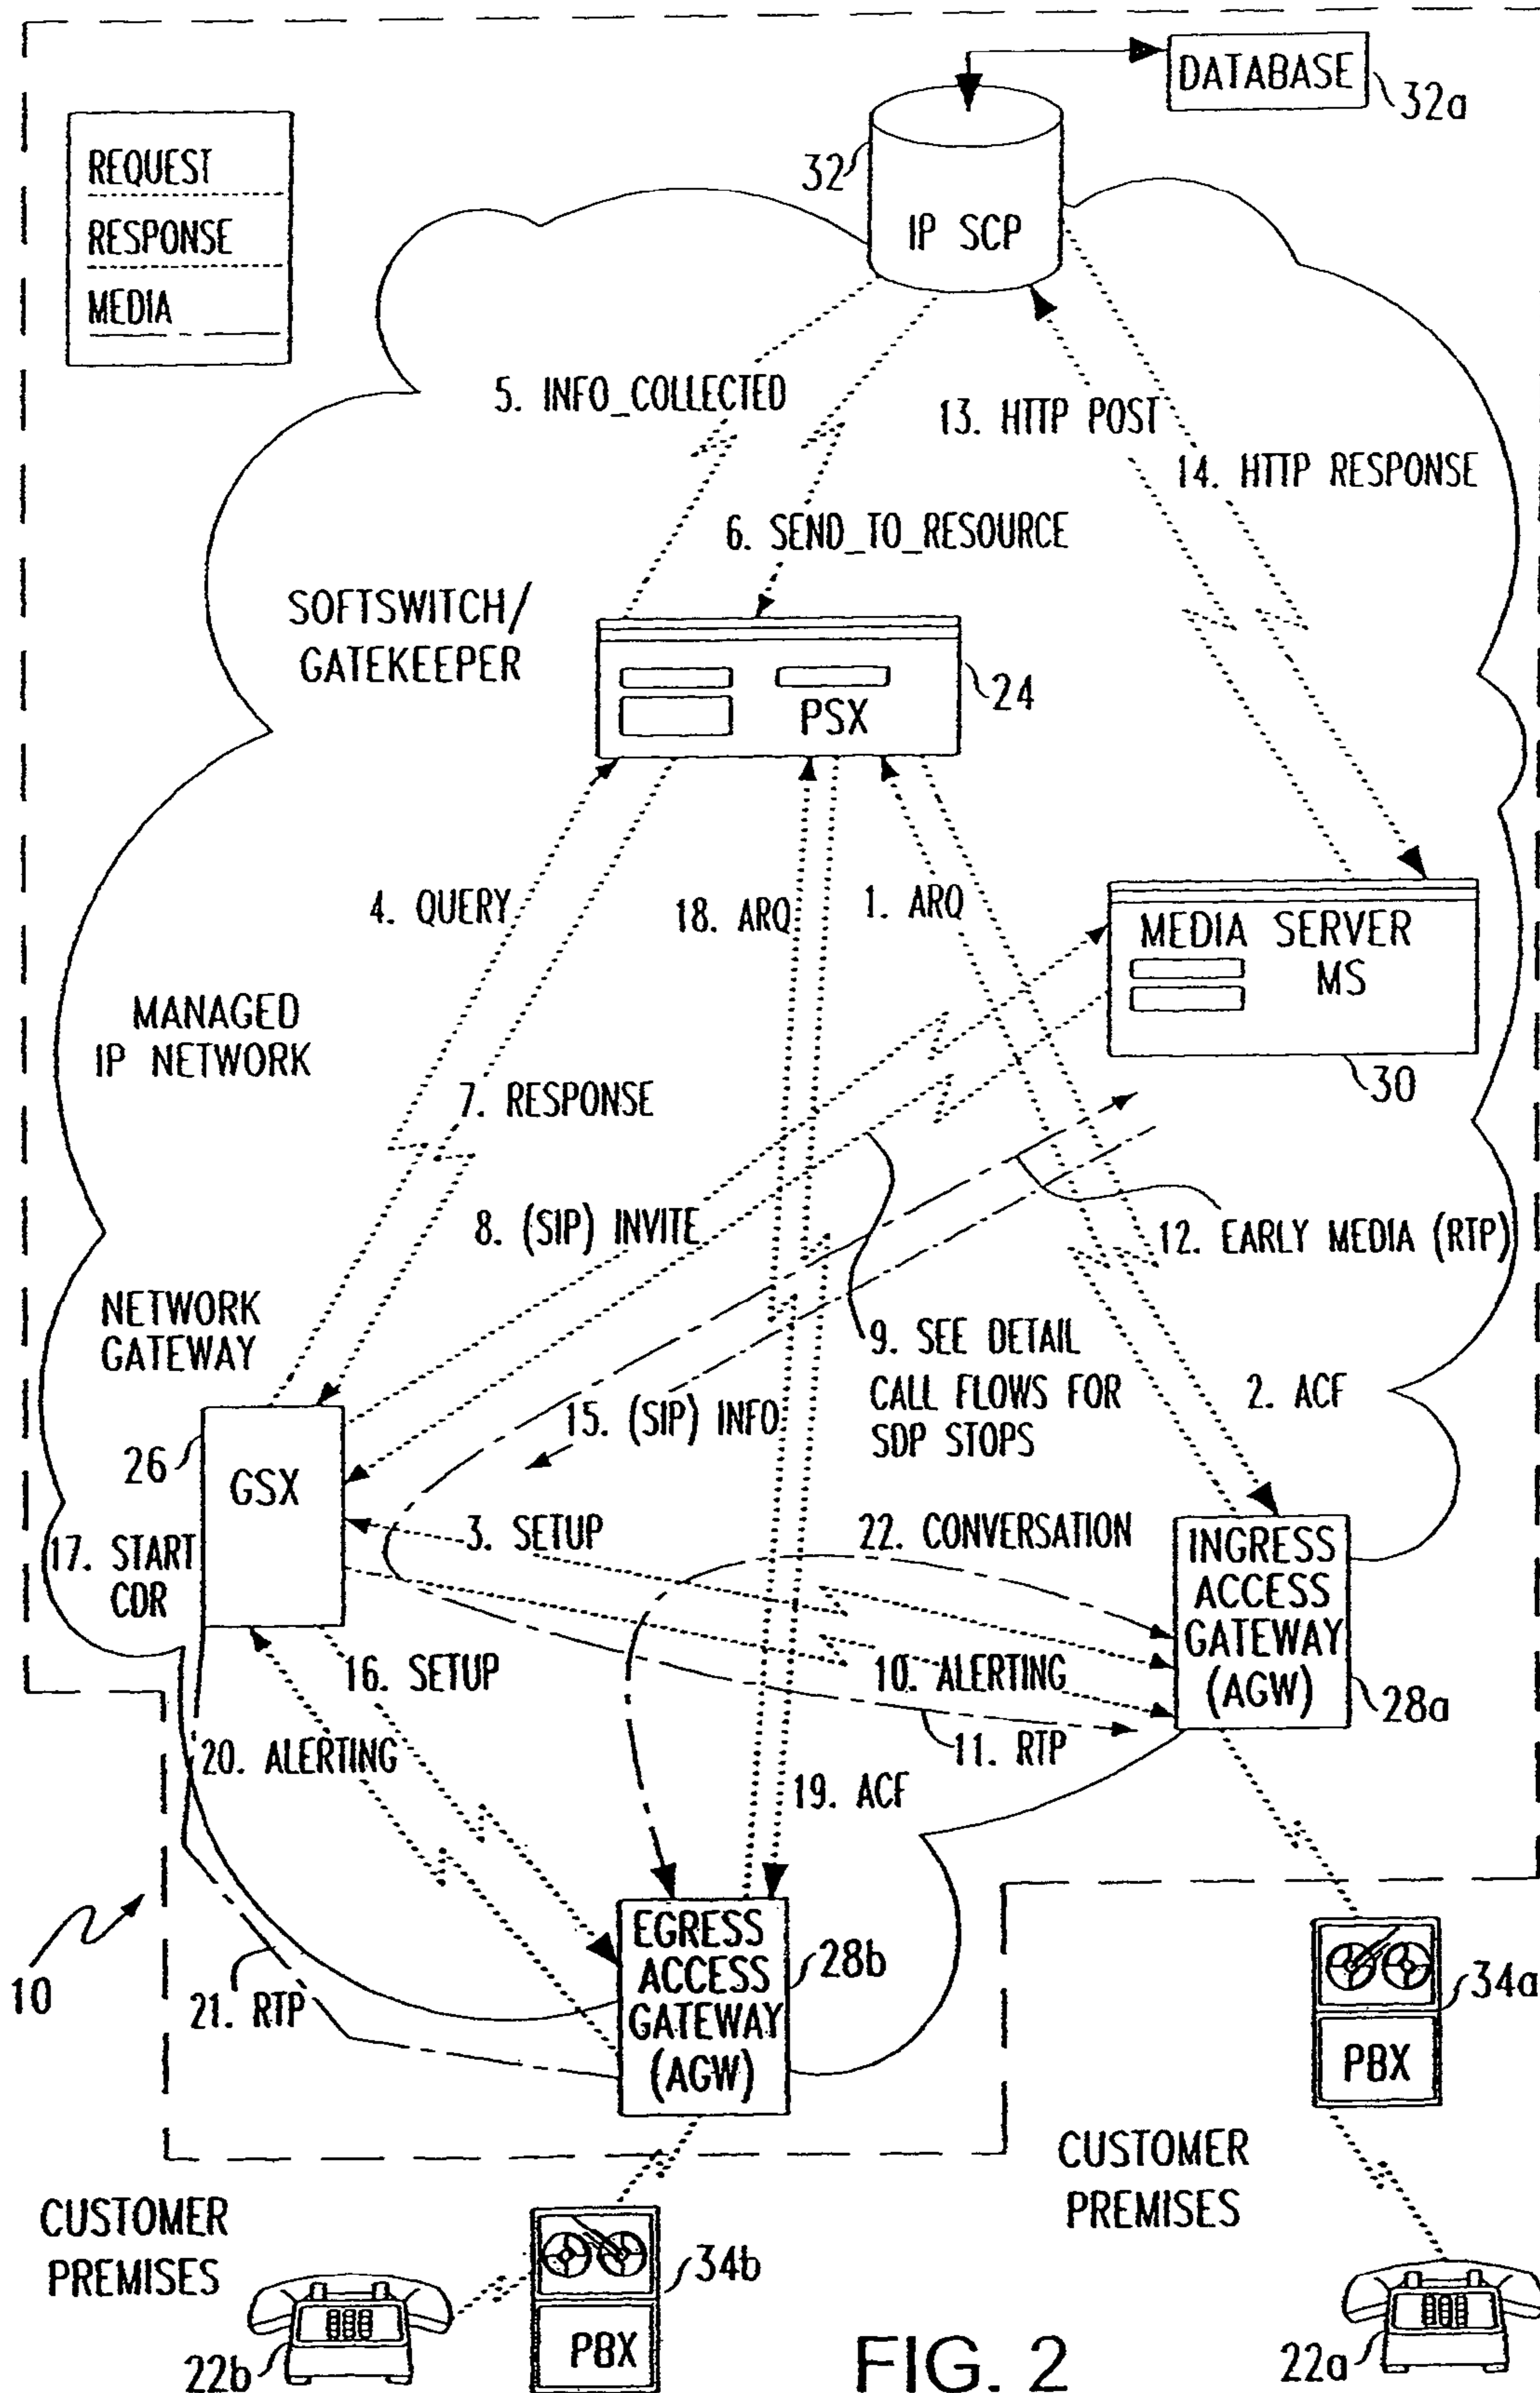 DATABASE
32a
REQUEST
RESPONSE
MEDIA
32
IP SCP
5. INFO_COLLECTED
13. HTTP POST
14. HTTP RESPONSE
6. SEND_TO_RESOURCE
SOFTSWITCH/
GATEKEEPER
PSX
24
4. QUERY
18. ARQ
1. ARQ
MEDIA SERVER
MS
30
MANAGED
IP NETWORK
7. RESPONSE
8. (SIP) INVITE
12. EARLY MEDIA (RTP)
NETWORK
GATEWAY
9. SEE DETAIL
CALL FLOWS FOR
SDP STOPS
2. ACF
15. (SIP) INFO
26
GSX
3. SETUP
22. CONVERSATION
INGRESS
ACCESS
GATEWAY
(AGW)
28a
17. START
CDR
16. SETUP
10. ALERTING
11. RTP
20. ALERTING
19. ACF
10
21. RTP
EGRESS
ACCESS
GATEWAY
(AGW)
28b
34a
PBX
CUSTOMER
PREMISES
CUSTOMER
PREMISES
34b
PBX
22b
22a
FIG. 2